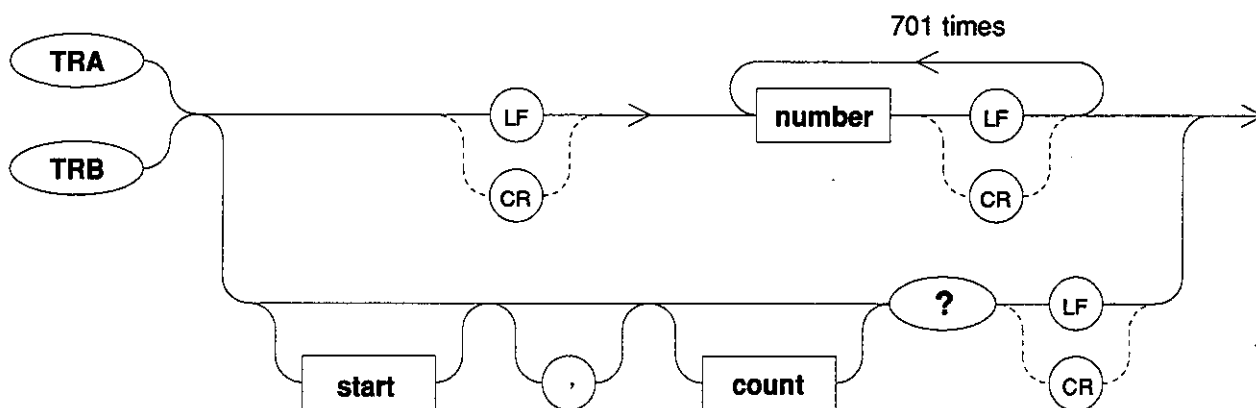 701 times
TRA
LF
number
LF
TRB
CR
CR
?
LF
start
,
count
CR